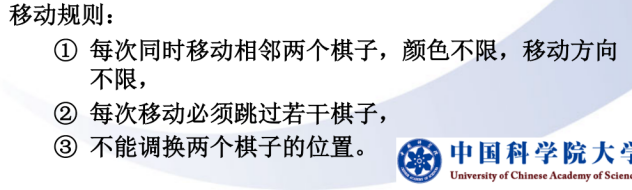 移动规则:
① 每次同时移动相邻两个棋子，颜色不限，移动方向
不限，
② 每次移动必须跳过若干棋子，
③ 不能调换两个棋子的位置。
中国科学院大学
University of Chinese Academy of Scien